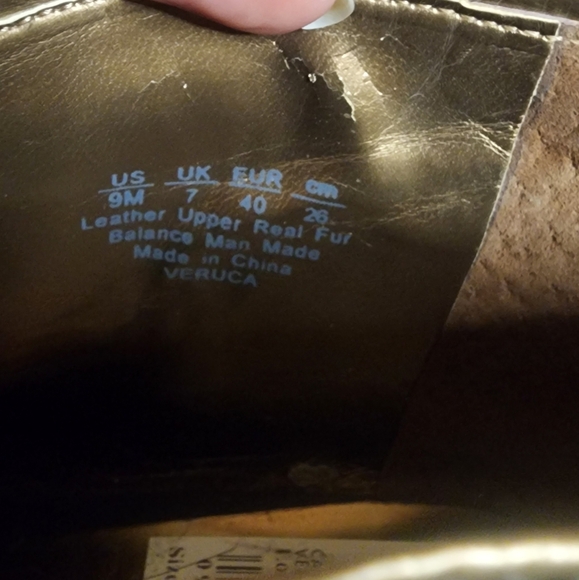 US UK EUR cm
9M 7 40 26
Leather Upper Real Fur
Balance Man Made
Made in China
VERUCA
Size